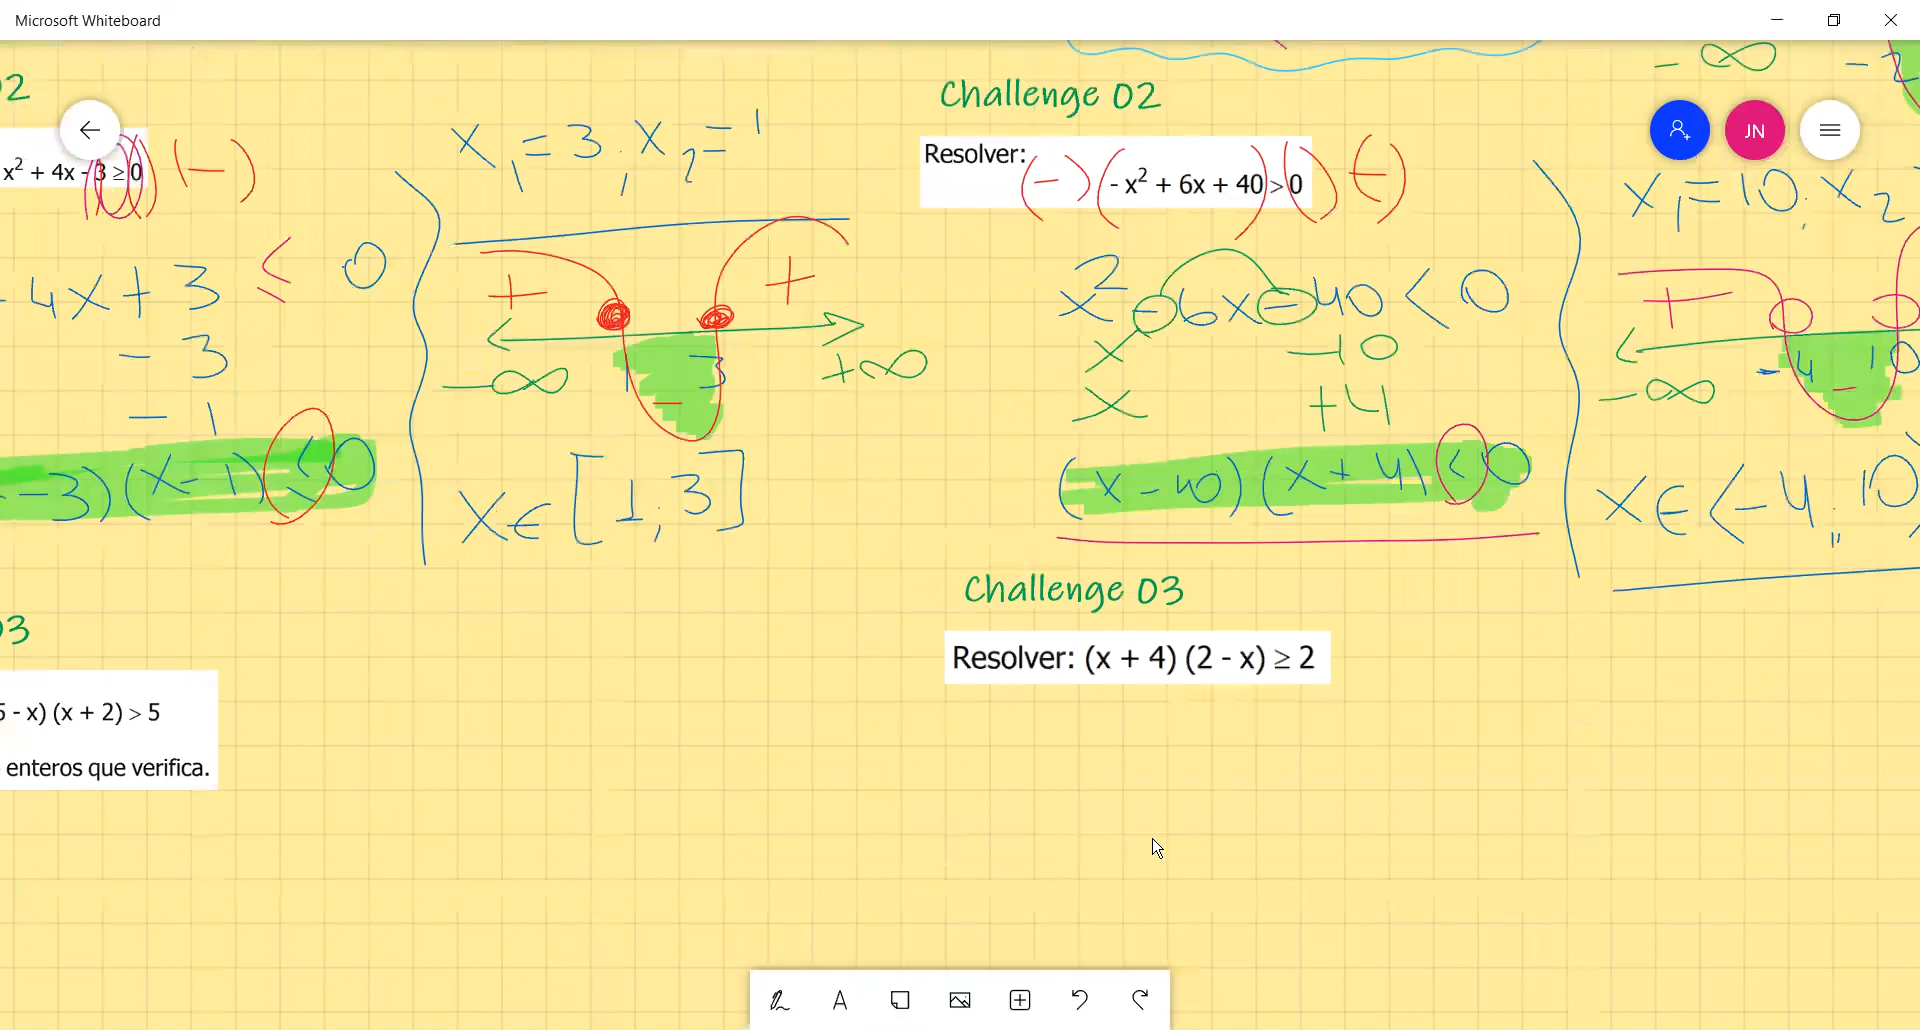 Microsoft Whiteboard
02
x² + 4x - 3 ≥ 0 (-)
4x + 3 ≤ 0
- 3
- 1
-3)(x-1) ≤ 0
x₁ = 3, x₂ = 1
+ +
-∞ 1 - 3 +∞
x ∈ [1; 3]
03
5 - x) (x + 2) > 5
enteros que verifica.
Challenge 02
Resolver:
(-) (- x² + 6x + 40) > 0 (-)
x² - 6x - 40 < 0
x -10
x +4
(x - 10)(x + 4) < 0
Challenge 03
Resolver: (x + 4) (2 - x) ≥ 2
-∞ -2
JN
x₁ = 10, x₂
+
-∞ -4 - 10
x ∈ <-4, 10